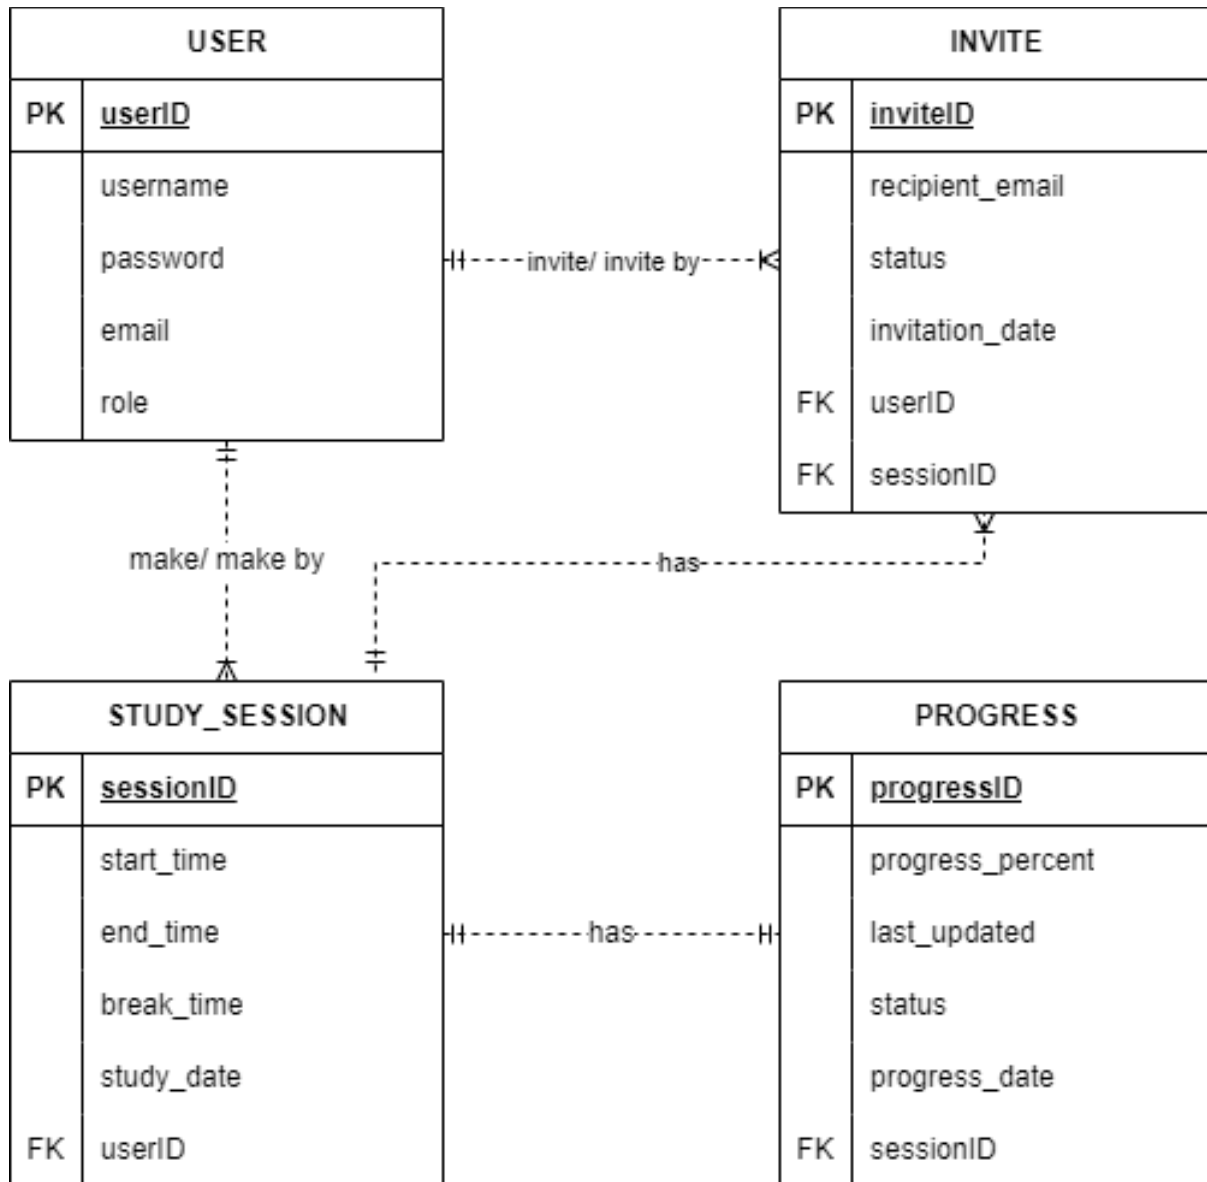 USER
PK userID
username
password
email
role
INVITE
PK inviteID
recipient_email
status
invitation_date
FK userID
FK sessionID
invite/ invite by
make/ make by
has
STUDY_SESSION
PK sessionID
start_time
end_time
break_time
study_date
FK userID
has
PROGRESS
PK progressID
progress_percent
last_updated
status
progress_date
FK sessionID